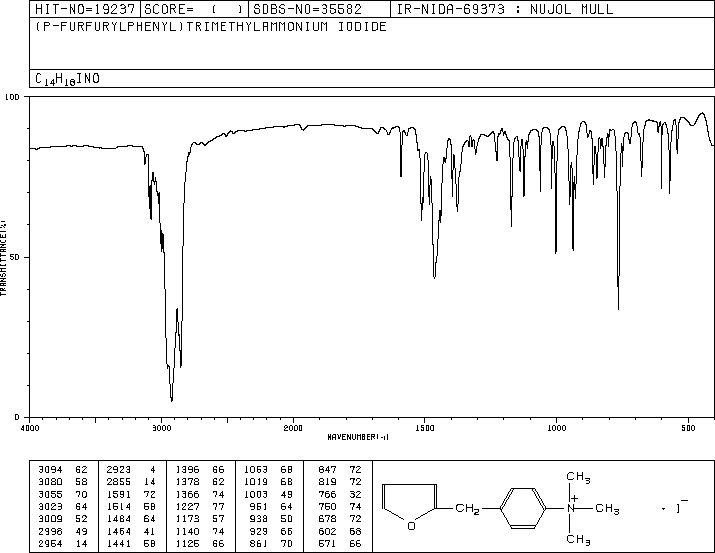 HIT-NO=19237 SCORE= ( ) SDBS-NO=35582 IR-NIDA-69373 : NUJOL MULL
(P-FURFURYLPHENYL)TRIMETHYLAMMONIUM IODIDE
C14H18INO
100
TRANSMITTANCE(%)
50
0
4000 3000 2000 1500 1000 500
WAVENUMBER(-1)
3094 62 2923 4 1396 66 1063 68 847 72
3080 58 2855 14 1378 62 1019 68 819 72
3055 70 1591 72 1366 74 1003 49 766 32
3023 64 1514 58 1227 77 951 64 750 74
3009 52 1484 64 1173 57 938 50 678 72
2998 49 1464 41 1140 74 929 66 602 68
2954 14 1441 58 1125 66 861 70 571 66
CH3
O CH2 N+ CH3 · I−
CH3